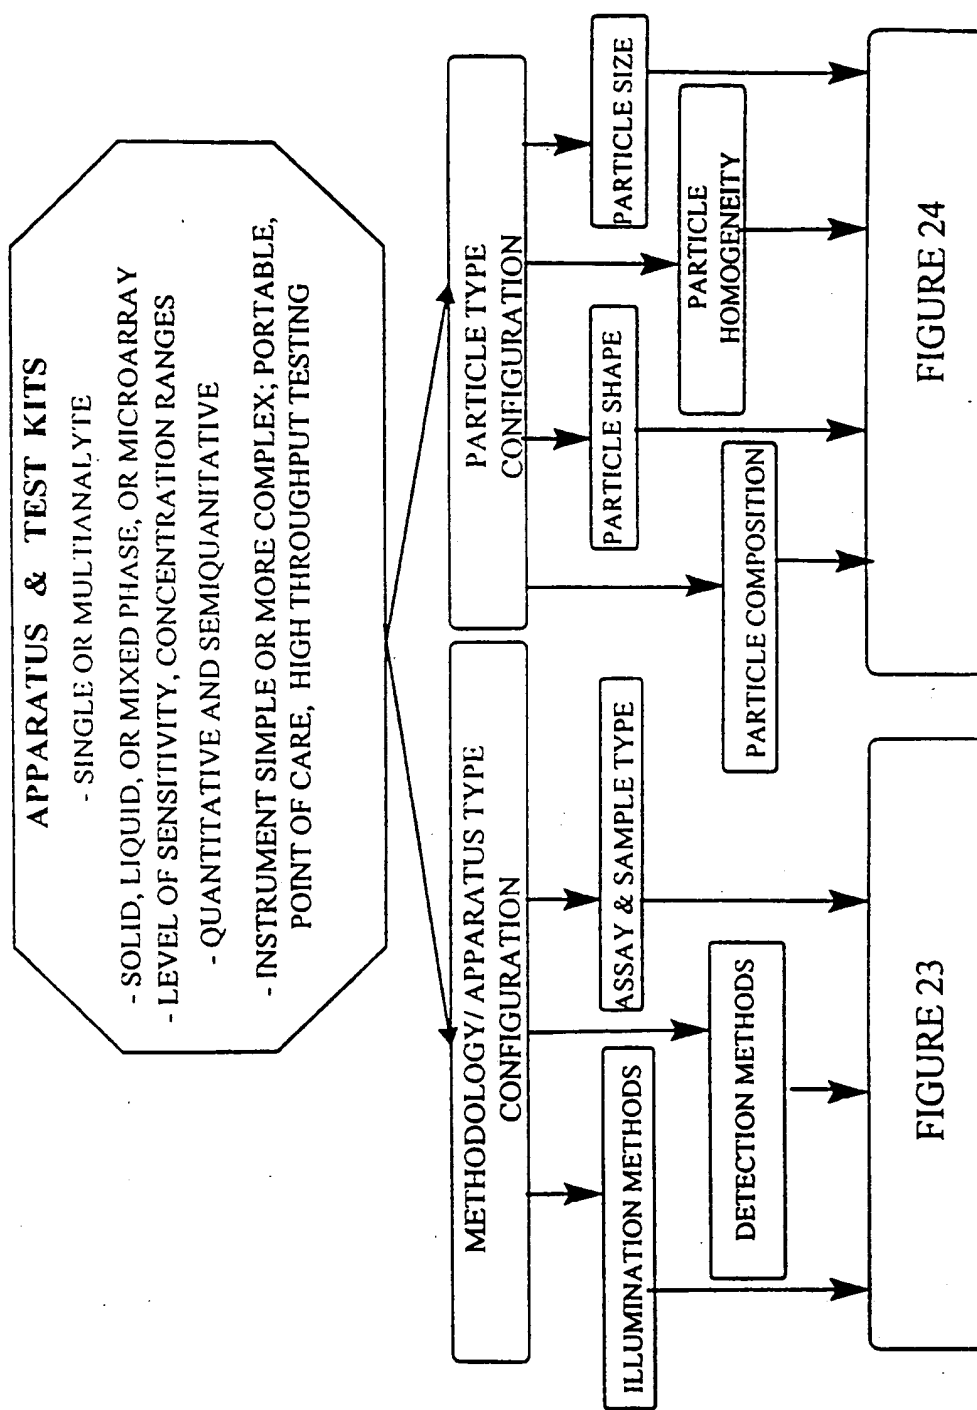 APPARATUS & TEST KITS
- SINGLE OR MULTIANALYTE
- SOLID, LIQUID, OR MIXED PHASE, OR MICROARRAY
- LEVEL OF SENSITIVITY, CONCENTRATION RANGES
- QUANTITATIVE AND SEMIQUANITATIVE
- INSTRUMENT SIMPLE OR MORE COMPLEX; PORTABLE,
POINT OF CARE, HIGH THROUGHPUT TESTING
METHODOLOGY/ APPARATUS TYPE
CONFIGURATION
PARTICLE TYPE
CONFIGURATION
ILLUMINATION METHODS
ASSAY & SAMPLE TYPE
DETECTION METHODS
PARTICLE SHAPE
PARTICLE SIZE
PARTICLE COMPOSITION
PARTICLE
HOMOGENEITY
FIGURE 23
FIGURE 24